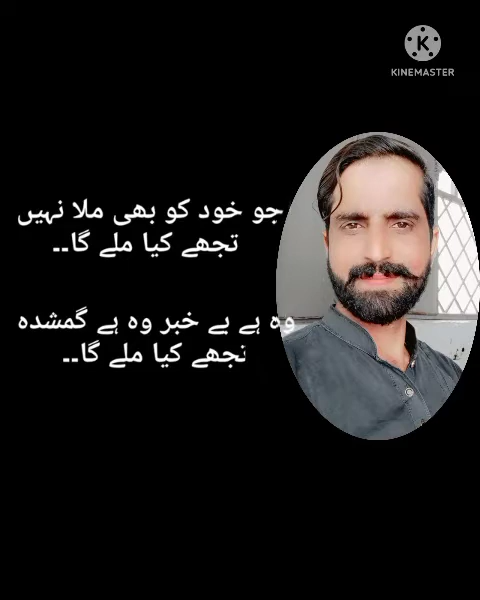 KINEMASTER
جو خود کو بھی ملا نہیں
تجھے کیا ملے گا۔۔
وہ ہے بے خبر وہ ہے گمشدہ
تجھے کیا ملے گا۔۔